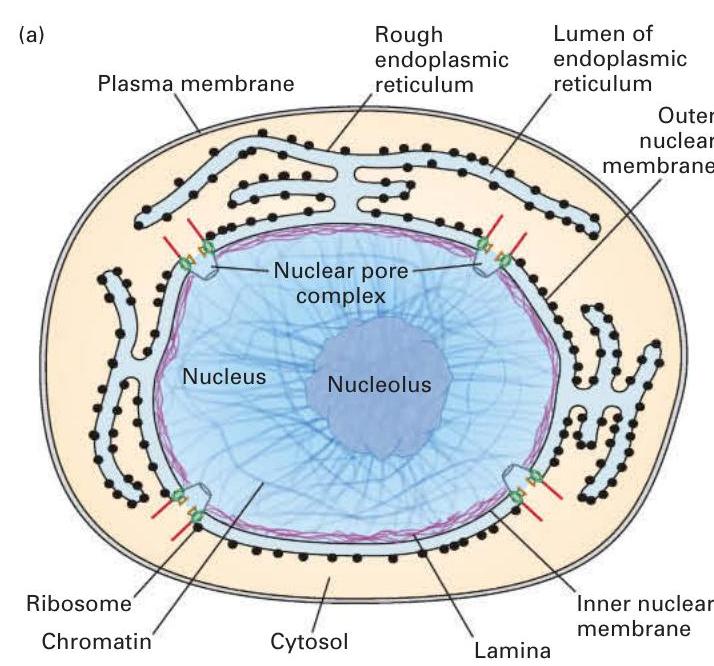 (a)
Rough
endoplasmic
reticulum
Lumen of
endoplasmic
reticulum
Plasma membrane
Outer
nuclear
membrane
Nuclear pore
complex
Nucleus
Nucleolus
Ribosome
Chromatin
Cytosol
Lamina
Inner nuclear
membrane